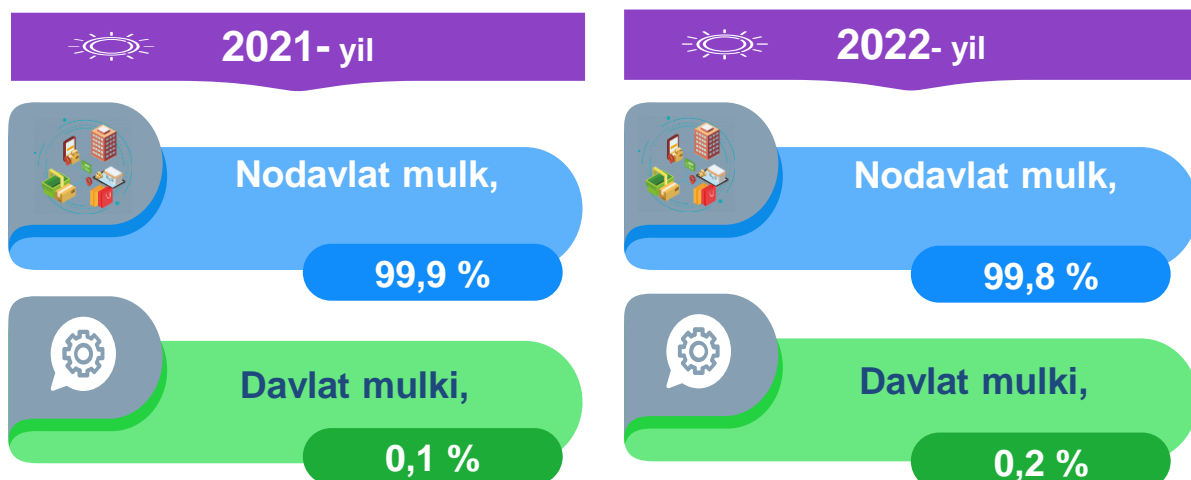 2021- yil
Nodavlat mulk,
99,9 %
Davlat mulki,
0,1 %
2022- yil
Nodavlat mulk,
99,8 %
Davlat mulki,
0,2 %